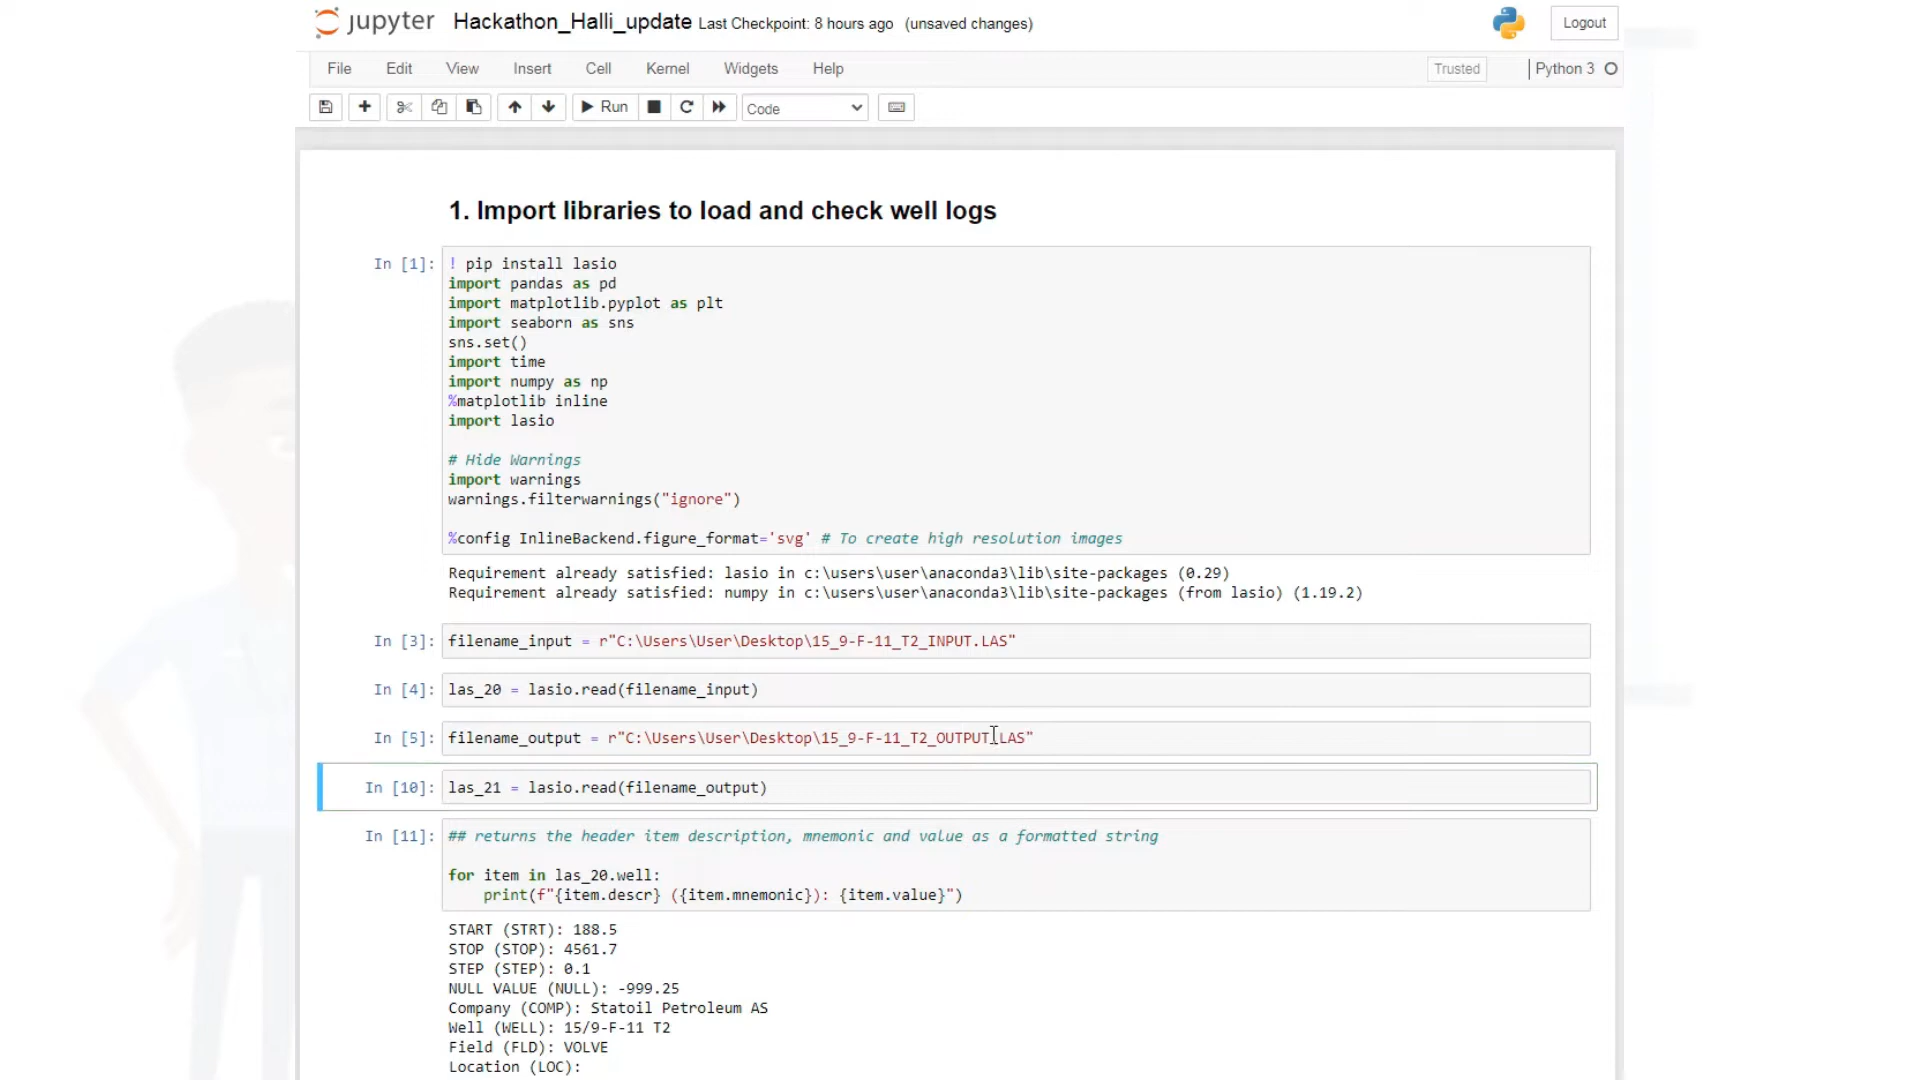 jupyter Hackathon_Halli_update Last Checkpoint: 8 hours ago (unsaved changes) Logout
File Edit View Insert Cell Kernel Widgets Help Trusted Python 3
Run Code
1. Import libraries to load and check well logs
In [1]: ! pip install lasio
import pandas as pd
import matplotlib.pyplot as plt
import seaborn as sns
sns.set()
import time
import numpy as np
%matplotlib inline
import lasio
# Hide Warnings
import warnings
warnings.filterwarnings("ignore")
%config InlineBackend.figure_format='svg' # To create high resolution images
Requirement already satisfied: lasio in c:\users\user\anaconda3\lib\site-packages (0.29)
Requirement already satisfied: numpy in c:\users\user\anaconda3\lib\site-packages (from lasio) (1.19.2)
In [3]: filename_input = r"C:\Users\User\Desktop\15_9-F-11_T2_INPUT.LAS"
In [4]: las_20 = lasio.read(filename_input)
In [5]: filename_output = r"C:\Users\User\Desktop\15_9-F-11_T2_OUTPUT.LAS"
In [10]: las_21 = lasio.read(filename_output)
In [11]: ## returns the header item description, mnemonic and value as a formatted string
for item in las_20.well:
print(f"{item.descr} ({item.mnemonic}): {item.value}")
START (STRT): 188.5
STOP (STOP): 4561.7
STEP (STEP): 0.1
NULL VALUE (NULL): -999.25
Company (COMP): Statoil Petroleum AS
Well (WELL): 15/9-F-11 T2
Field (FLD): VOLVE
Location (LOC):